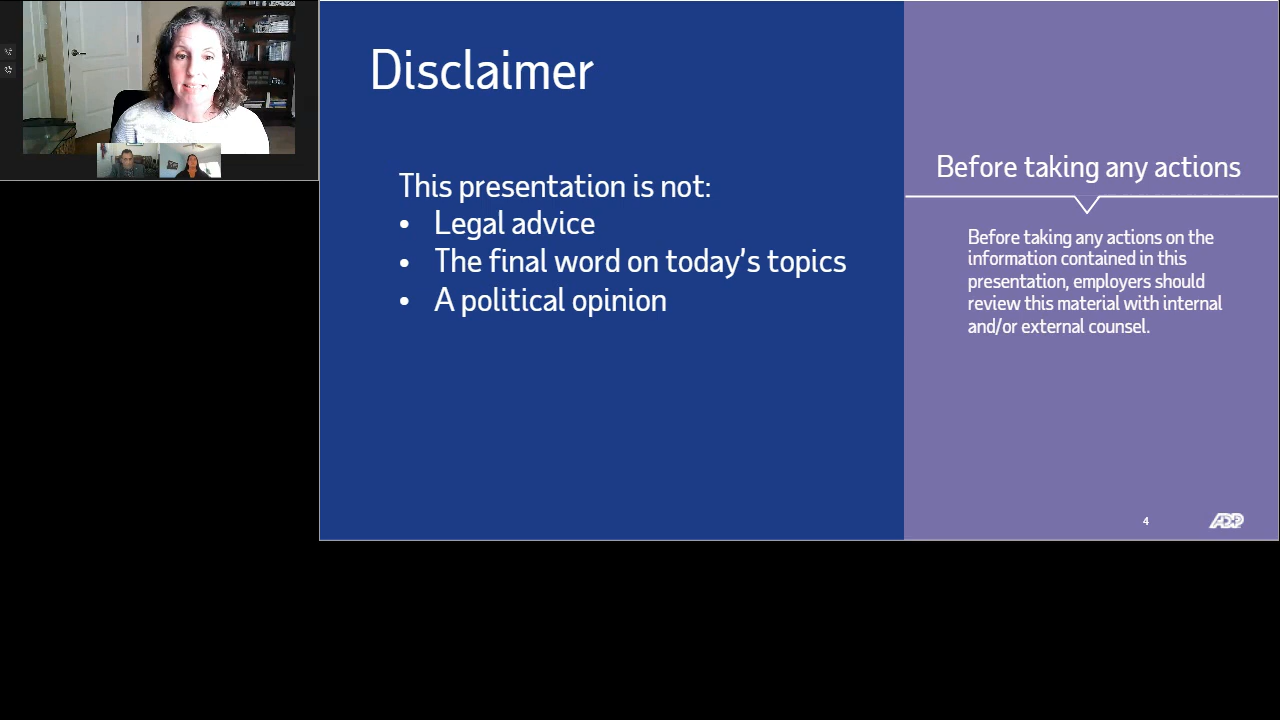 Disclaimer
This presentation is not:
• Legal advice
• The final word on today's topics
• A political opinion
Before taking any actions
Before taking any actions on the
information contained in this
presentation, employers should
review this material with internal
and/or external counsel.
4
ADP